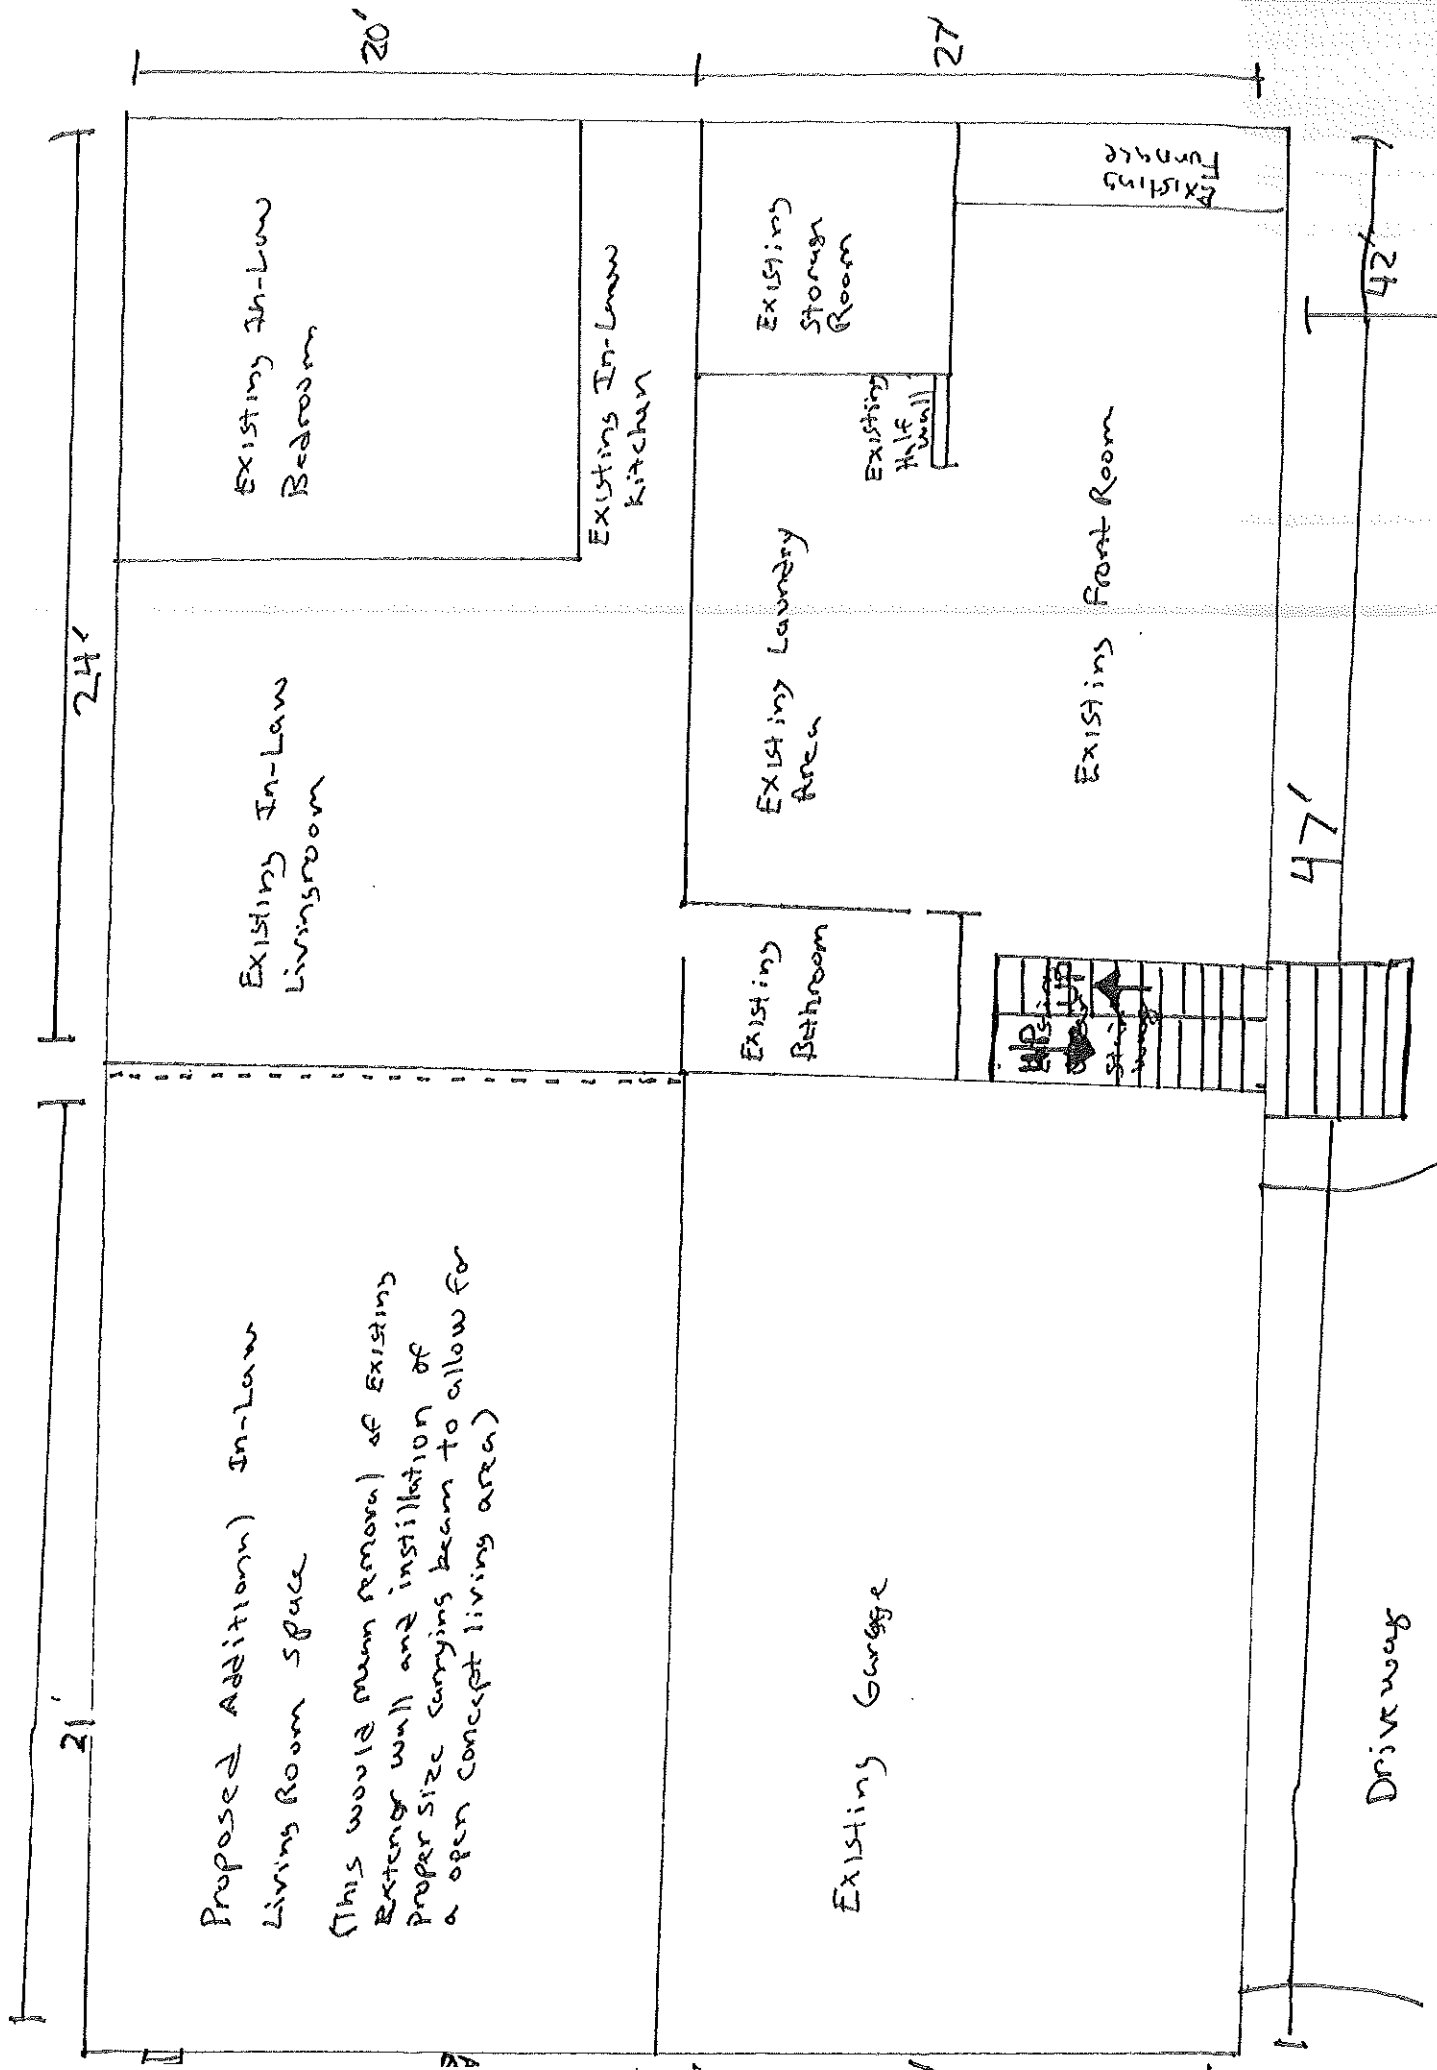 21'
24'
Proposed Addition) In-Law
Living Room space
(This would mean removal of Existing
Exterior wall and instillation of
proper size carrying beam to allow for
a open concept living area)
Existing In-Law
Livingroom
Existing In-Law
Bedroom
20'
Existing In-Law
Kitchen
Existing Garage
Existing
Bathroom
Existing Laundry
Area
Existing
Half
wall
Existing
Storage
Room
27'
Existing Front Room
Existing
Furnace
UP
47'
42'
Driveway